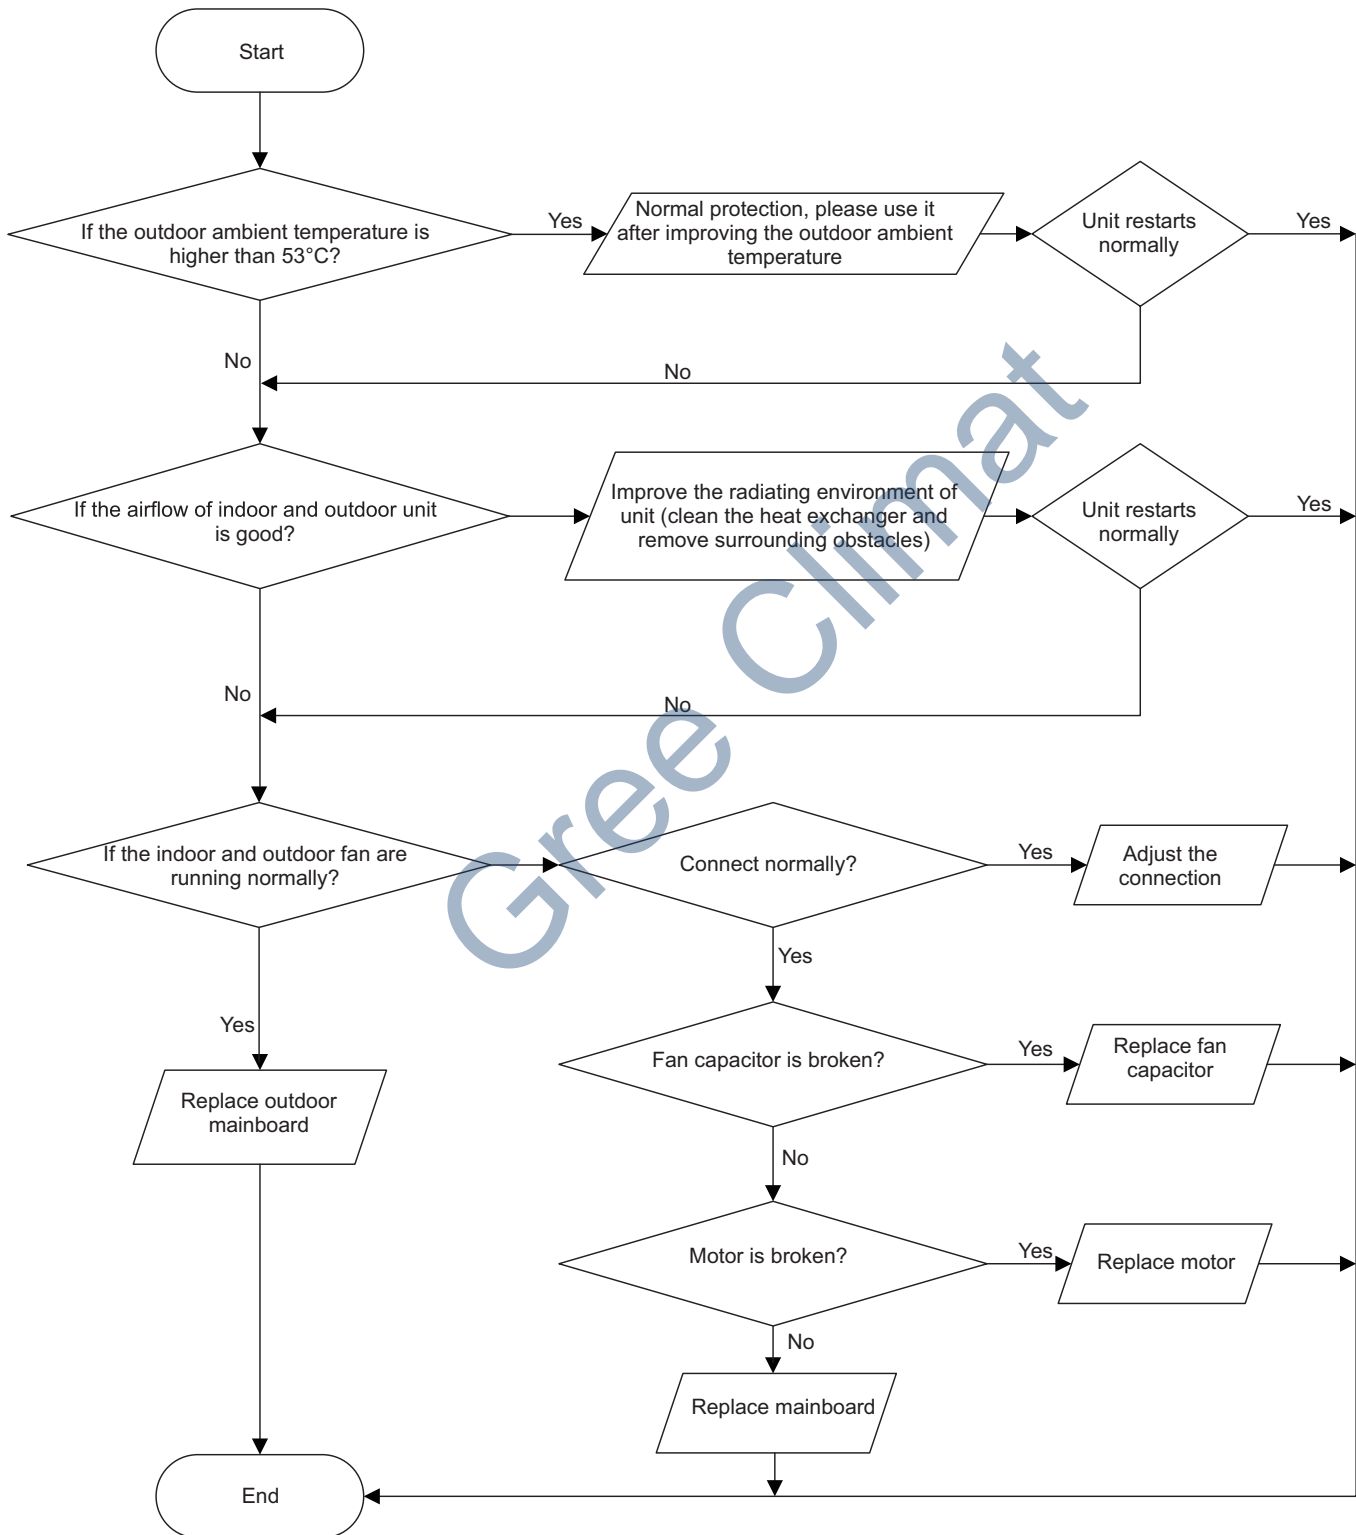 Start
If the outdoor ambient temperature is
higher than 53°C?
Yes
Normal protection, please use it
after improving the outdoor ambient
temperature
Unit restarts
normally
Yes
No
No
If the airflow of indoor and outdoor unit
is good?
Improve the radiating environment of
unit (clean the heat exchanger and
remove surrounding obstacles)
Unit restarts
normally
Yes
No
No
If the indoor and outdoor fan are
running normally?
Connect normally?
Yes
Adjust the
connection
Yes
Yes
Fan capacitor is broken?
Yes
Replace fan
capacitor
Replace outdoor
mainboard
No
Motor is broken?
Yes
Replace motor
No
Replace mainboard
End
Gree Climat